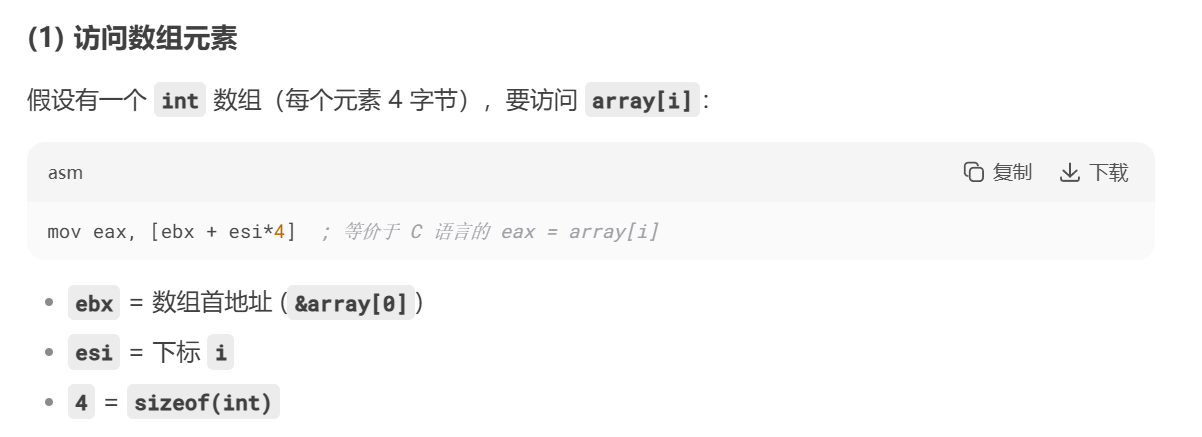 (1) 访问数组元素
假设有一个 int 数组（每个元素 4 字节），要访问 array[i]：
asm 复制 下载
mov eax, [ebx + esi*4]  ; 等价于 C 语言的 eax = array[i]
• ebx = 数组首地址 (&array[0])
• esi = 下标 i
• 4 = sizeof(int)